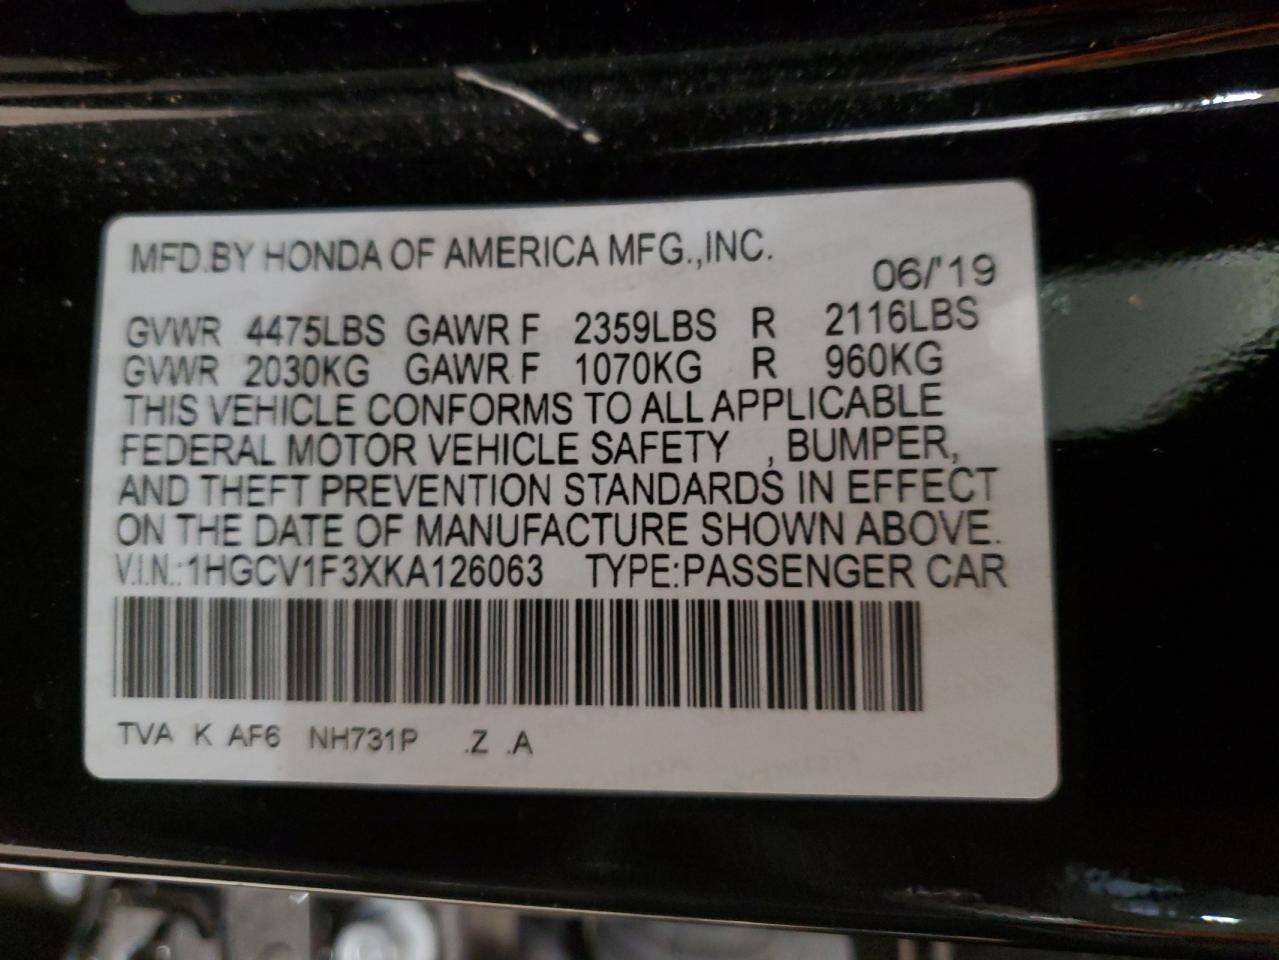 MFD.BY HONDA OF AMERICA MFG.,INC.
06/'19
GVWR 4475LBS GAWR F 2359LBS R 2116LBS
GVWR 2030KG GAWR F 1070KG R 960KG
THIS VEHICLE CONFORMS TO ALL APPLICABLE
FEDERAL MOTOR VEHICLE SAFETY , BUMPER,
AND THEFT PREVENTION STANDARDS IN EFFECT
ON THE DATE OF MANUFACTURE SHOWN ABOVE.
V.I.N.:1HGCV1F3XKA126063 TYPE:PASSENGER CAR
TVA K AF6 NH731P .Z .A